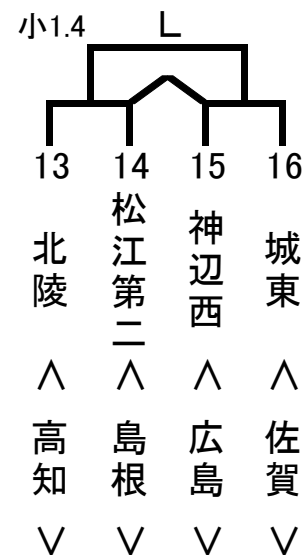 小1.4 L
13 14 15 16
北陵
松江第二
神辺西
城東
＜高知＞
＜島根＞
＜広島＞
＜佐賀＞